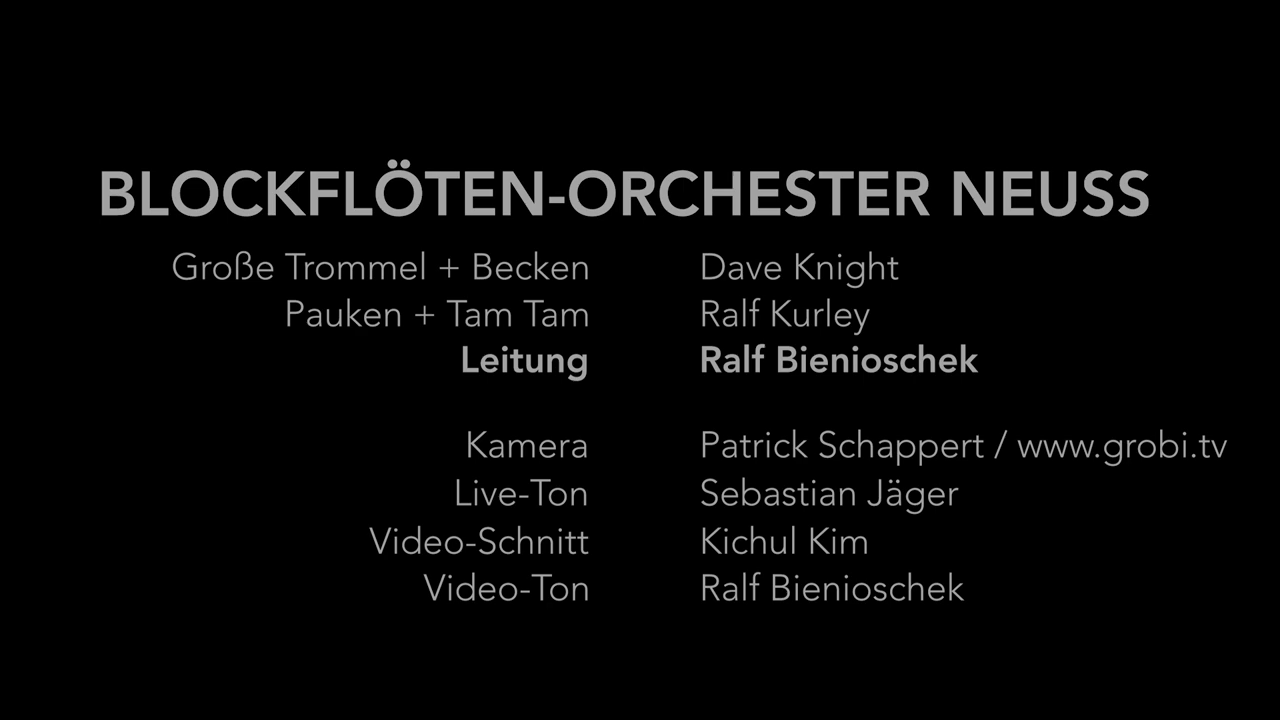 BLOCKFLÖTEN-ORCHESTER NEUSS
Große Trommel + Becken Dave Knight
Pauken + Tam Tam Ralf Kurley
Leitung Ralf Bienioschek
Kamera Patrick Schappert / www.grobi.tv
Live-Ton Sebastian Jäger
Video-Schnitt Kichul Kim
Video-Ton Ralf Bienioschek